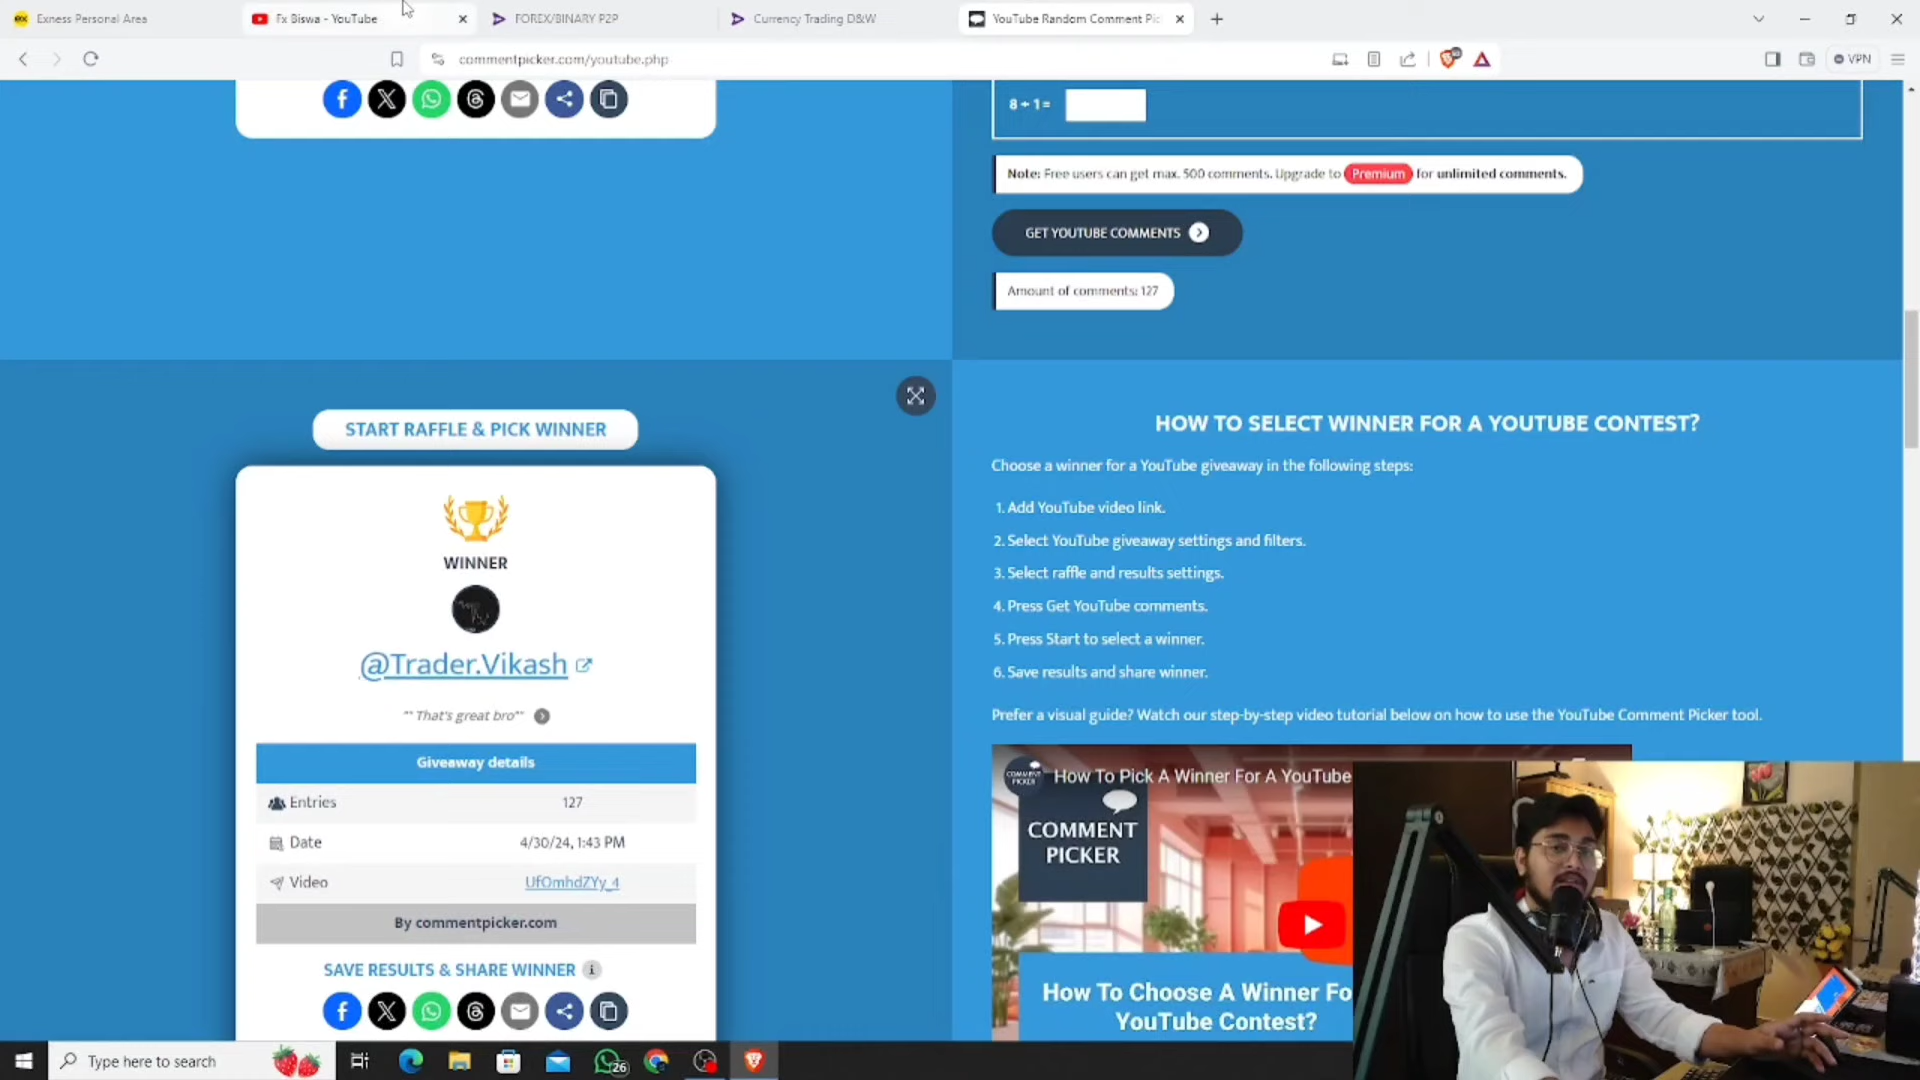 Exness Personal Area
Fx Biswa - YouTube
FOREX/BINARY P2P
Currency Trading D&W
YouTube Random Comment Pic
commentpicker.com/youtube.php
VPN
8 + 1 =
Note: Free users can get max. 500 comments. Upgrade to Premium for unlimited comments.
GET YOUTUBE COMMENTS
Amount of comments: 127
START RAFFLE & PICK WINNER
WINNER
@Trader.Vikash
"" That's great bro""
Giveaway details
Entries 127
Date 4/30/24, 1:43 PM
Video UfOmhdZYy_4
By commentpicker.com
SAVE RESULTS & SHARE WINNER
HOW TO SELECT WINNER FOR A YOUTUBE CONTEST?
Choose a winner for a YouTube giveaway in the following steps:
1. Add YouTube video link.
2. Select YouTube giveaway settings and filters.
3. Select raffle and results settings.
4. Press Get YouTube comments.
5. Press Start to select a winner.
6. Save results and share winner.
Prefer a visual guide? Watch our step-by-step video tutorial below on how to use the YouTube Comment Picker tool.
How To Pick A Winner For A YouTube
COMMENT
PICKER
How To Choose A Winner Fo
YouTube Contest?
Type here to search
26